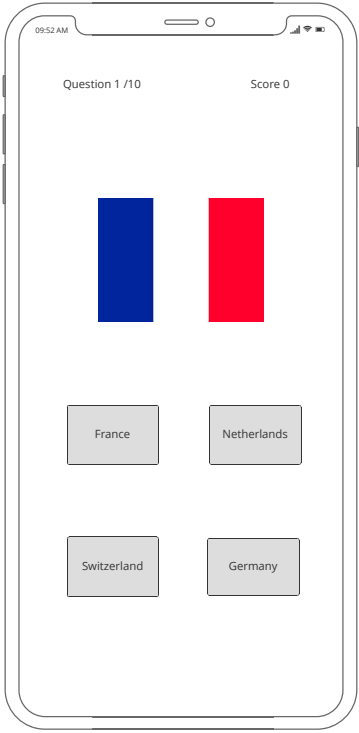 09:52 AM
Question 1 /10 Score 0
France Netherlands
Switzerland Germany